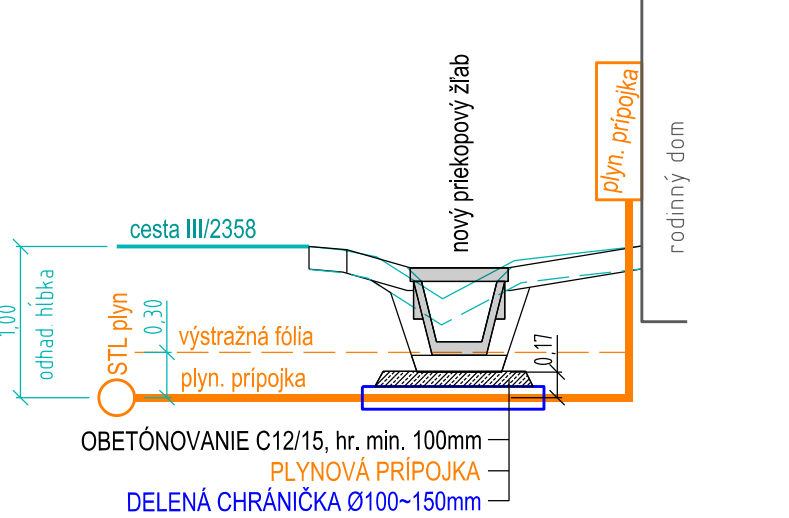 nový priekopový žľab
plyn. prípojka
rodinný dom
cesta III/2358
1,00
odhad. hĺbka
STL plyn
0,30
výstražná fólia
plyn. prípojka
0,17
OBETÓNOVANIE C12/15, hr. min. 100mm
PLYNOVÁ PRÍPOJKA
DELENÁ CHRÁNIČKA Ø100~150mm